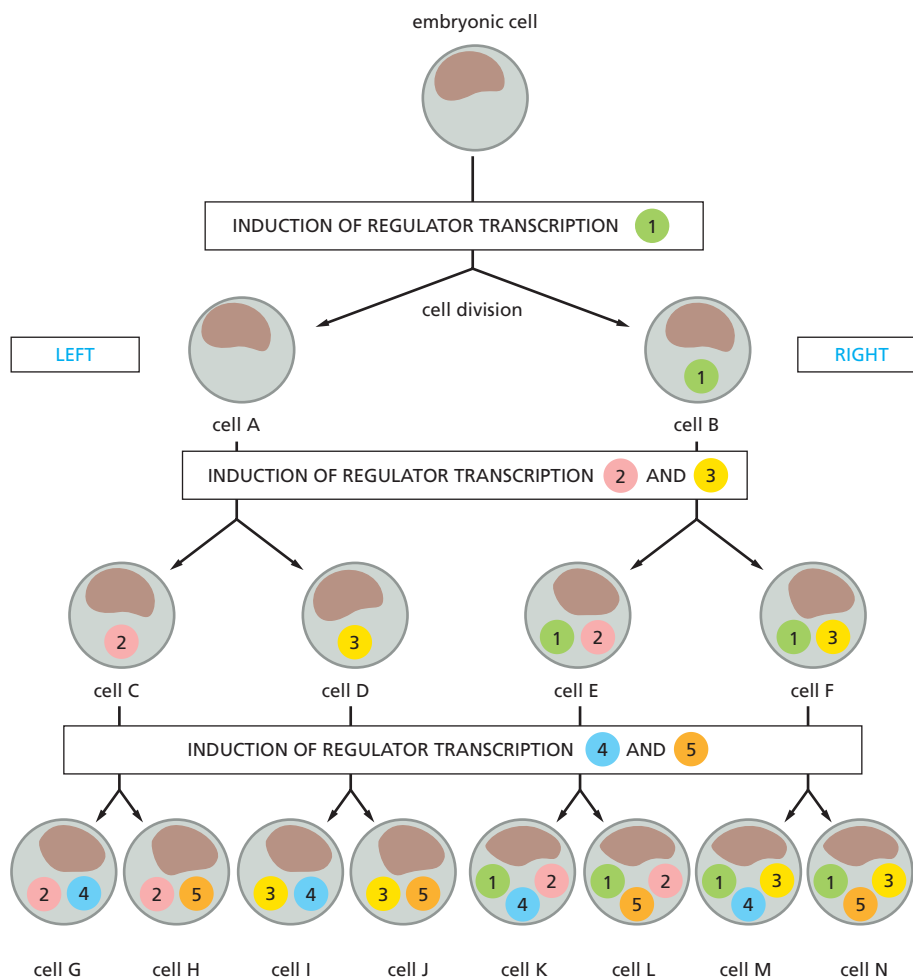 embryonic cell
INDUCTION OF REGULATOR TRANSCRIPTION 1
cell division
LEFT
RIGHT
1
cell A
cell B
INDUCTION OF REGULATOR TRANSCRIPTION 2 AND 3
2 3 1 2 1 3
cell C cell D cell E cell F
INDUCTION OF REGULATOR TRANSCRIPTION 4 AND 5
2 4 2 5 3 4 3 5 1 2 4 1 2 5 1 3 4 1 3 5
cell G cell H cell I cell J cell K cell L cell M cell N